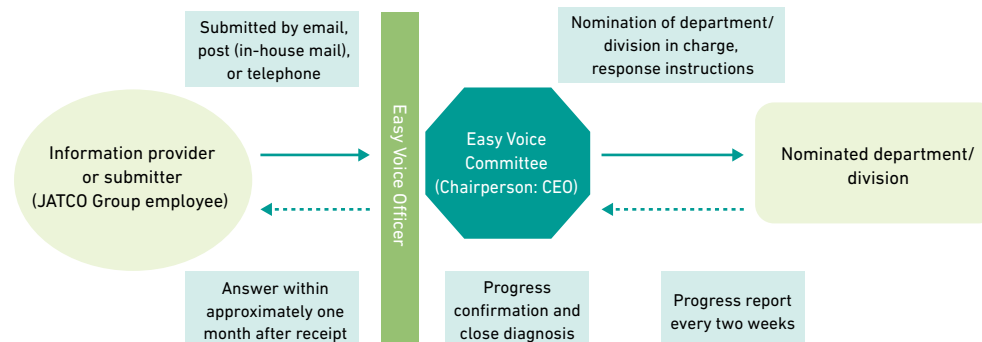 Submitted by email,
post (in-house mail),
or telephone
Nomination of department/
division in charge,
response instructions
Information provider
or submitter
(JATCO Group employee)
Easy Voice Officer
Easy Voice
Committee
(Chairperson: CEO)
Nominated department/
division
Answer within
approximately one
month after receipt
Progress
confirmation and
close diagnosis
Progress report
every two weeks